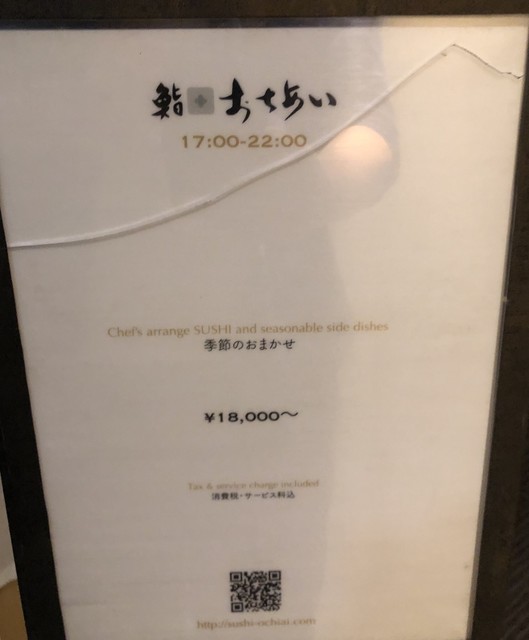 鮨 おちあい
17:00-22:00
Chef's arrange SUSHI and seasonable side dishes
季節のおまかせ
¥18,000〜
Tax & service charge included
消費税・サービス料込
http://sushi-ochiai.com